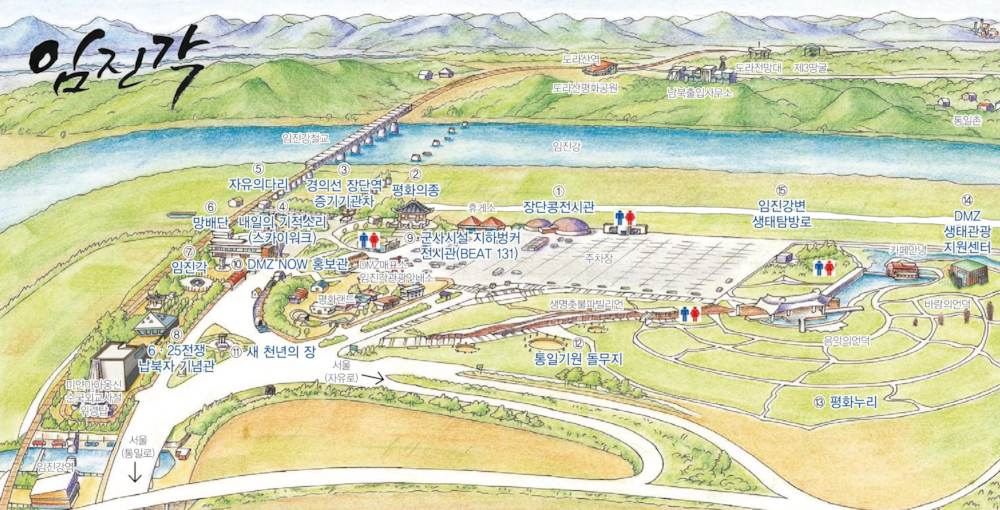 임진각
도라산역
도라전망대
제3땅굴
도라산평화공원
남북출입사무소
통일촌
임진강철교
임진강
⑤
자유의다리
③
경의선 장단역
증기기관차
②
평화의종
휴게소
①
장단콩전시관
⑮
임진강변
생태탐방로
⑭
DMZ
생태관광
지원센터
⑥
망배단
④
내일의 기적소리
(스카이워크)
⑨ 군사시설 지하벙커
전시관(BEAT 131)
주차장
카페안녕
⑦
임진각
⑩ DMZ NOW 홍보관
DMZ매표소
임진강관광안내소
평화랜드
생명촛불파빌리언
바람의언덕
음악의언덕
⑧
6·25전쟁
납북자 기념관
⑪ 새 천년의 장
⑫
통일기원 돌무지
서울
(자유로)
⑬ 평화누리
미얀마아웅산
순국외교사절
위령탑
서울
(통일로)
임진강역